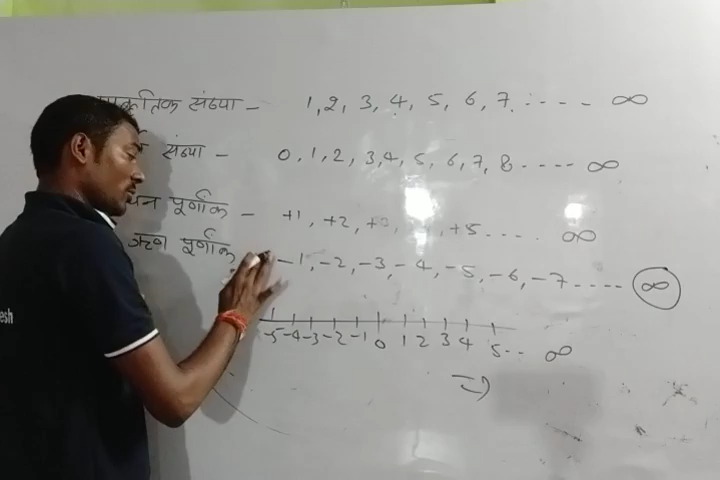 प्राकृतिक संख्या - 1, 2, 3, 4, 5, 6, 7, ..... ∞
संख्या - 0, 1, 2, 3, 4, 5, 6, 7, 8 ..... ∞
धन पूर्णांक - +1, +2, +5 ..... ∞
ऋण पूर्णांक -1, -2, -3, -4, -5, -6, -7 ..... ∞
-5 -4 -3 -2 -1 0 1 2 3 4 5 .. ∞
esh